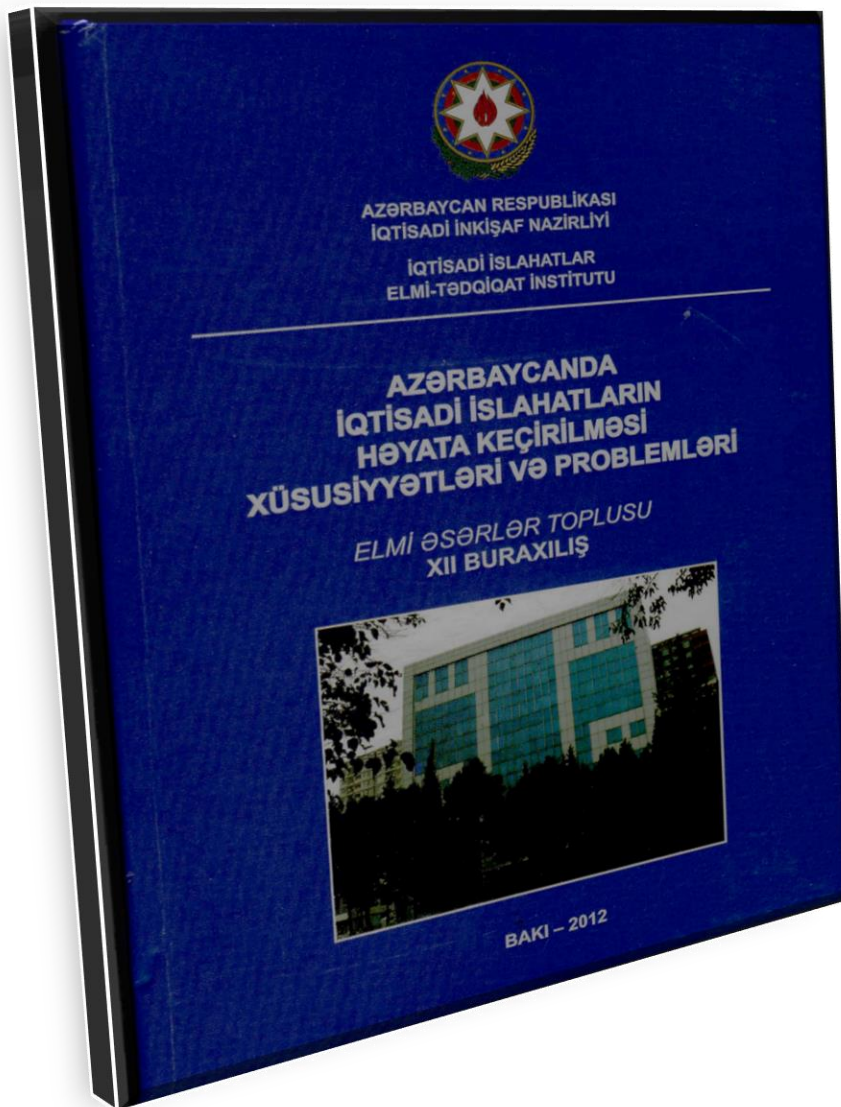 AZƏRBAYCAN RESPUBLİKASI
İQTİSADİ İNKİŞAF NAZİRLİYİ
İQTİSADİ İSLAHATLAR
ELMİ-TƏDQİQAT İNSTİTUTU
AZƏRBAYCANDA
İQTİSADİ İSLAHATLARIN
HƏYATA KEÇİRİLMƏSİ
XÜSUSİYYƏTLƏRİ VƏ PROBLEMLƏRİ
ELMİ ƏSƏRLƏR TOPLUSU
XII BURAXILIŞ
BAKI – 2012